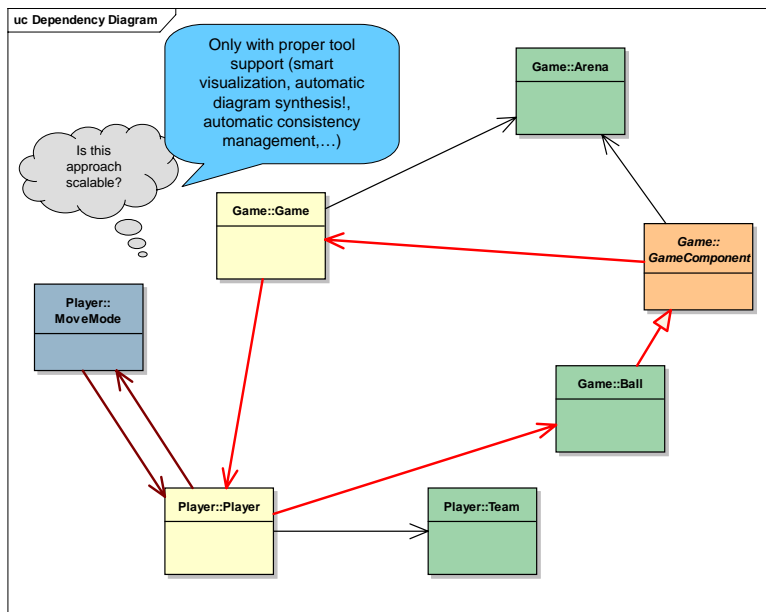 uc Dependency Diagram
Only with proper tool
support (smart
visualization, automatic
diagram synthesis!,
automatic consistency
management,…)
Is this
approach
scalable?
Game::Arena
Game::Game
Game::
GameComponent
Player::
MoveMode
Game::Ball
Player::Player
Player::Team